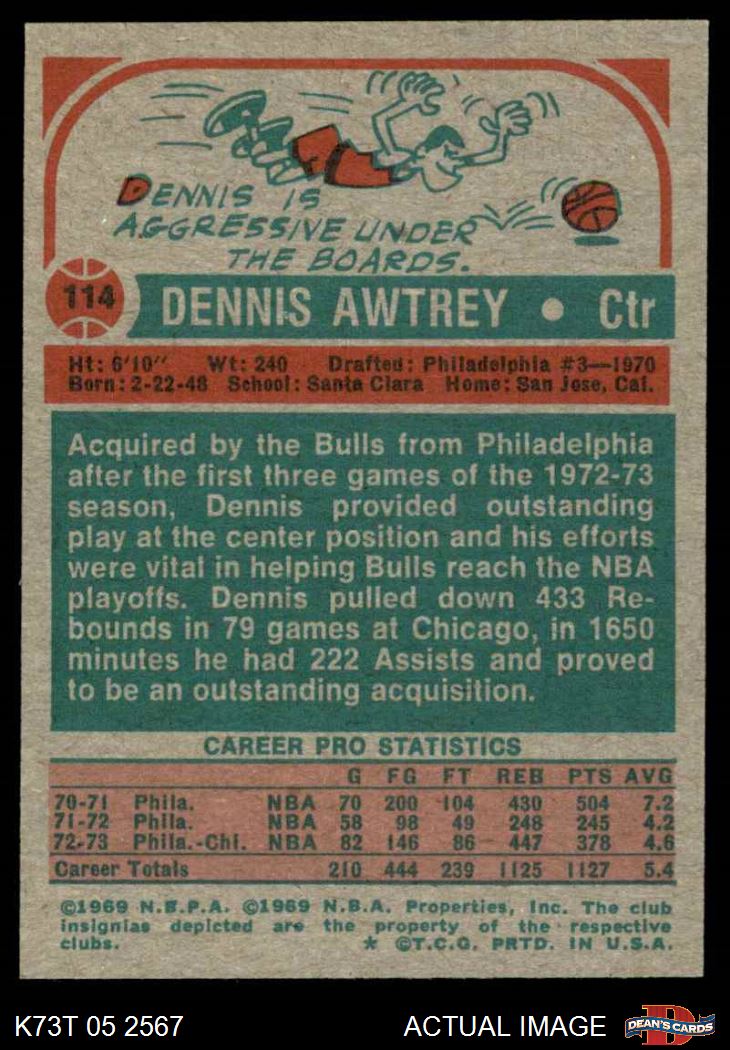 DENNIS IS
AGGRESSIVE UNDER
THE BOARDS.
114 DENNIS AWTREY • Ctr
Ht: 6'10" Wt: 240 Drafted: Philadelphia #3—1970
Born: 2-22-48 School: Santa Clara Home: San Jose, Cal.
Acquired by the Bulls from Philadelphia
after the first three games of the 1972-73
season, Dennis provided outstanding
play at the center position and his efforts
were vital in helping Bulls reach the NBA
playoffs. Dennis pulled down 433 Re-
bounds in 79 games at Chicago, in 1650
minutes he had 222 Assists and proved
to be an outstanding acquisition.
CAREER PRO STATISTICS
G FG FT REB PTS AVG
70-71 Phila. NBA 70 200 104 430 504 7.2
71-72 Phila. NBA 58 98 49 248 245 4.2
72-73 Phila.-Chi. NBA 82 146 86 447 378 4.6
Career Totals 210 444 239 1125 1127 5.4
©1969 N.B.P.A. ©1969 N.B.A. Properties, Inc. The club
insignias depicted are the property of the respective
clubs. * ©T.C.G. PRTD. IN U.S.A.
K73T 05 2567 ACTUAL IMAGE D DEAN'S CARDS